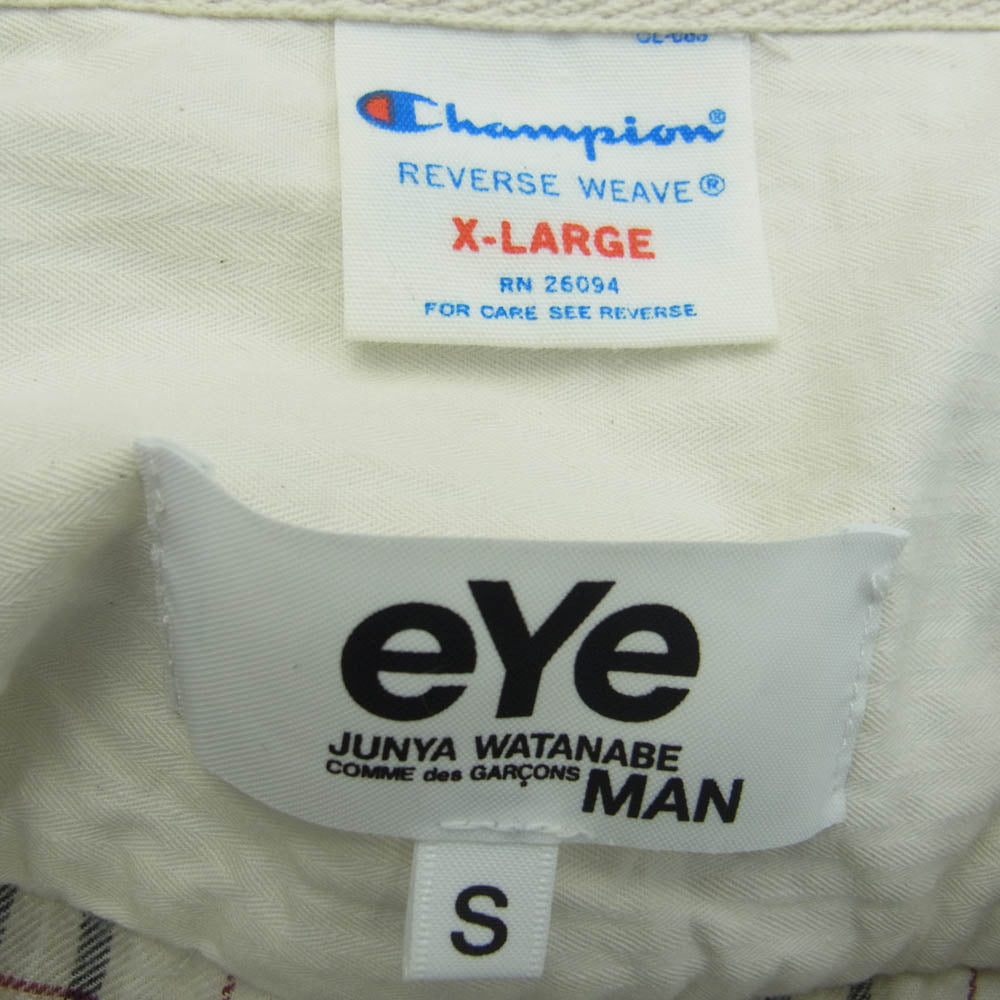 Champion®
REVERSE WEAVE®
X-LARGE
RN 26094
FOR CARE SEE REVERSE
eYe
JUNYA WATANABE
COMME des GARÇONS MAN
S